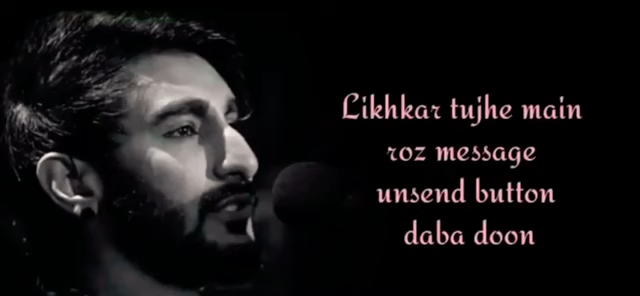 Likhkar tujhe main
roz message
unsend button
daba doon